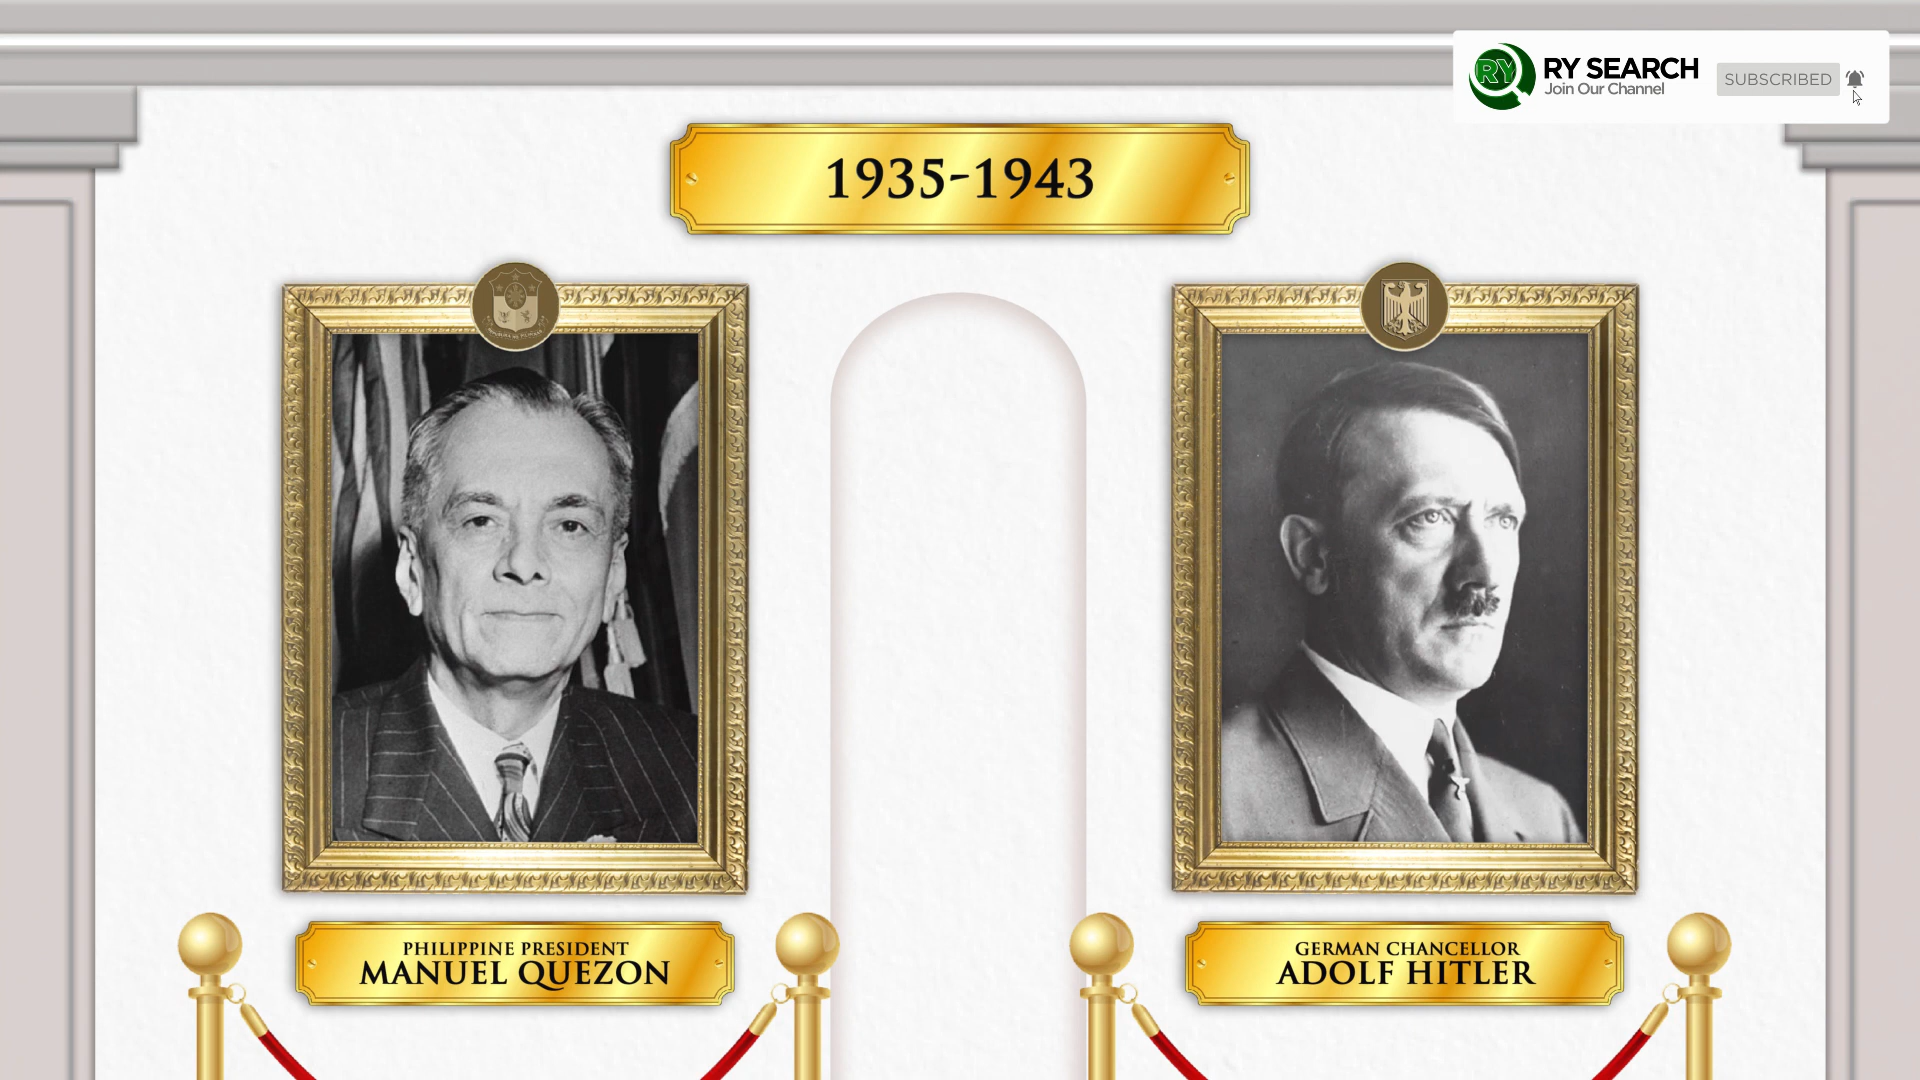 RY SEARCH
Join Our Channel
SUBSCRIBED
1935-1943
PHILIPPINE PRESIDENT
MANUEL QUEZON
GERMAN CHANCELLOR
ADOLF HITLER